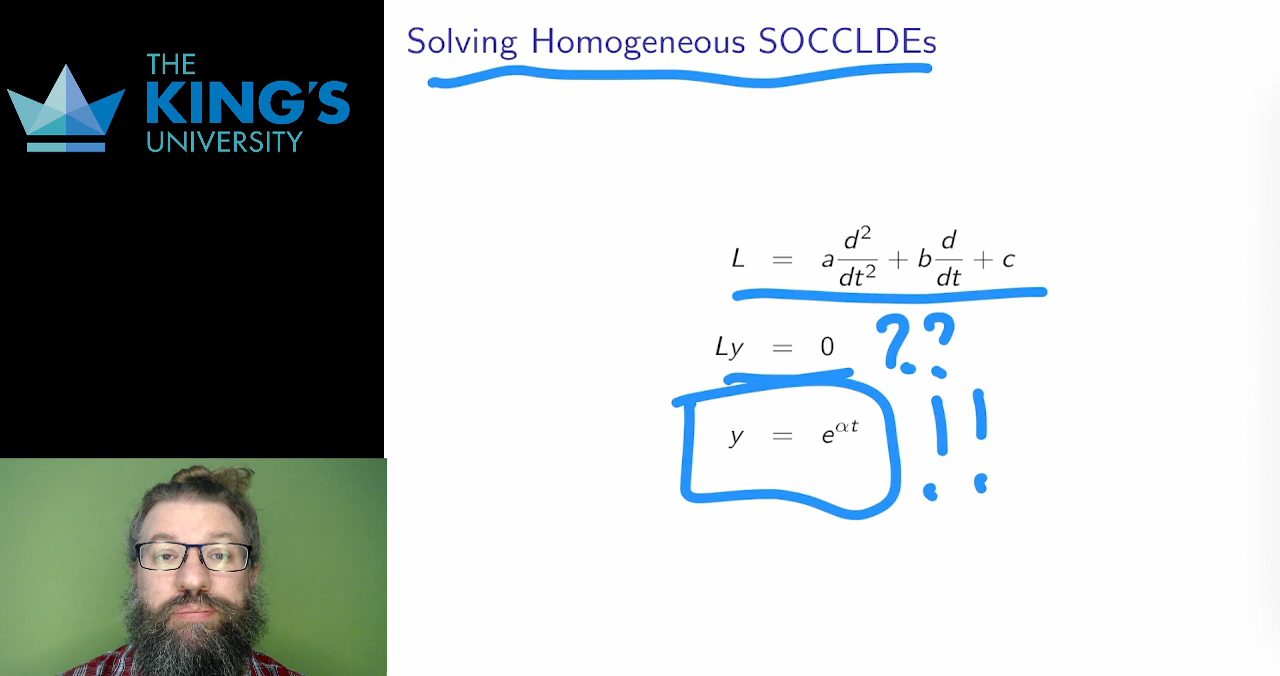 THE
KING'S
UNIVERSITY
Solving Homogeneous SOCCLDEs
L = a d²/dt² + b d/dt + c
Ly = 0 ??
y = e^{αt} !!